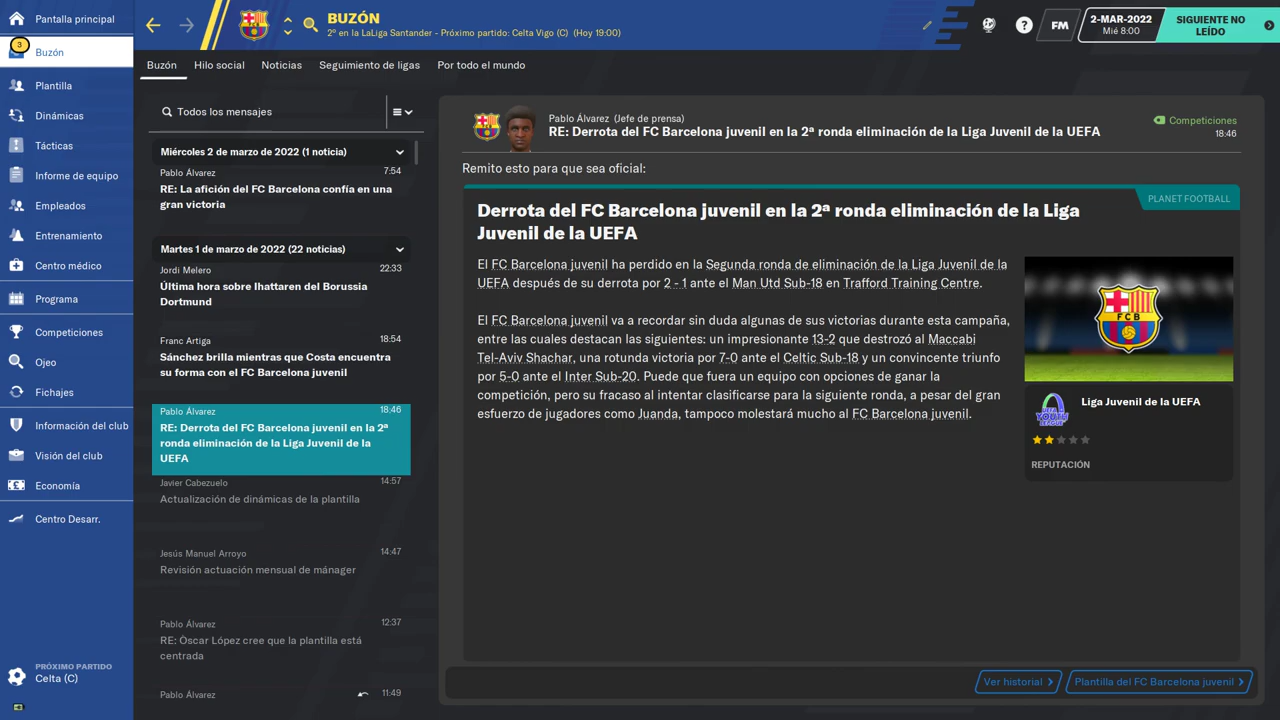 Pantalla principal
3
Buzón
Plantilla
Dinámicas
Tácticas
Informe de equipo
Empleados
Entrenamiento
Centro médico
Programa
Competiciones
Ojeo
Fichajes
Información del club
Visión del club
Economía
Centro Desarr.
PRÓXIMO PARTIDO
Celta (C)
BUZÓN
2º en la LaLiga Santander - Próximo partido: Celta Vigo (C) (Hoy 19:00)
?
FM
2-MAR-2022
Mié 8:00
SIGUIENTE NO
LEÍDO
Buzón Hilo social Noticias Seguimiento de ligas Por todo el mundo
Todos los mensajes
Miércoles 2 de marzo de 2022 (1 noticia)
Pablo Álvarez 7:54
RE: La afición del FC Barcelona confía en una
gran victoria
Martes 1 de marzo de 2022 (22 noticias)
Jordi Melero 22:33
Última hora sobre Ihattaren del Borussia
Dortmund
Franc Artiga 18:54
Sánchez brilla mientras que Costa encuentra
su forma con el FC Barcelona juvenil
Pablo Álvarez 18:46
RE: Derrota del FC Barcelona juvenil en la 2ª
ronda eliminación de la Liga Juvenil de la
UEFA
Javier Cabezuelo 14:57
Actualización de dinámicas de la plantilla
Jesús Manuel Arroyo 14:47
Revisión actuación mensual de mánager
Pablo Álvarez 12:37
RE: Óscar López cree que la plantilla está
centrada
Pablo Álvarez 11:49
Pablo Álvarez (Jefe de prensa)
RE: Derrota del FC Barcelona juvenil en la 2ª ronda eliminación de la Liga Juvenil de la UEFA
Competiciones
18:46
Remito esto para que sea oficial:
PLANET FOOTBALL
Derrota del FC Barcelona juvenil en la 2ª ronda eliminación de la Liga
Juvenil de la UEFA
El FC Barcelona juvenil ha perdido en la Segunda ronda de eliminación de la Liga Juvenil de la
UEFA después de su derrota por 2 - 1 ante el Man Utd Sub-18 en Trafford Training Centre.
El FC Barcelona juvenil va a recordar sin duda algunas de sus victorias durante esta campaña,
entre las cuales destacan las siguientes: un impresionante 13-2 que destrozó al Maccabi
Tel-Aviv Shachar, una rotunda victoria por 7-0 ante el Celtic Sub-18 y un convincente triunfo
por 5-0 ante el Inter Sub-20. Puede que fuera un equipo con opciones de ganar la
competición, pero su fracaso al intentar clasificarse para la siguiente ronda, a pesar del gran
esfuerzo de jugadores como Juanda, tampoco molestará mucho al FC Barcelona juvenil.
FCB
UEFA
YOUTH
LEAGUE
Liga Juvenil de la UEFA
REPUTACIÓN
Ver historial
Plantilla del FC Barcelona juvenil